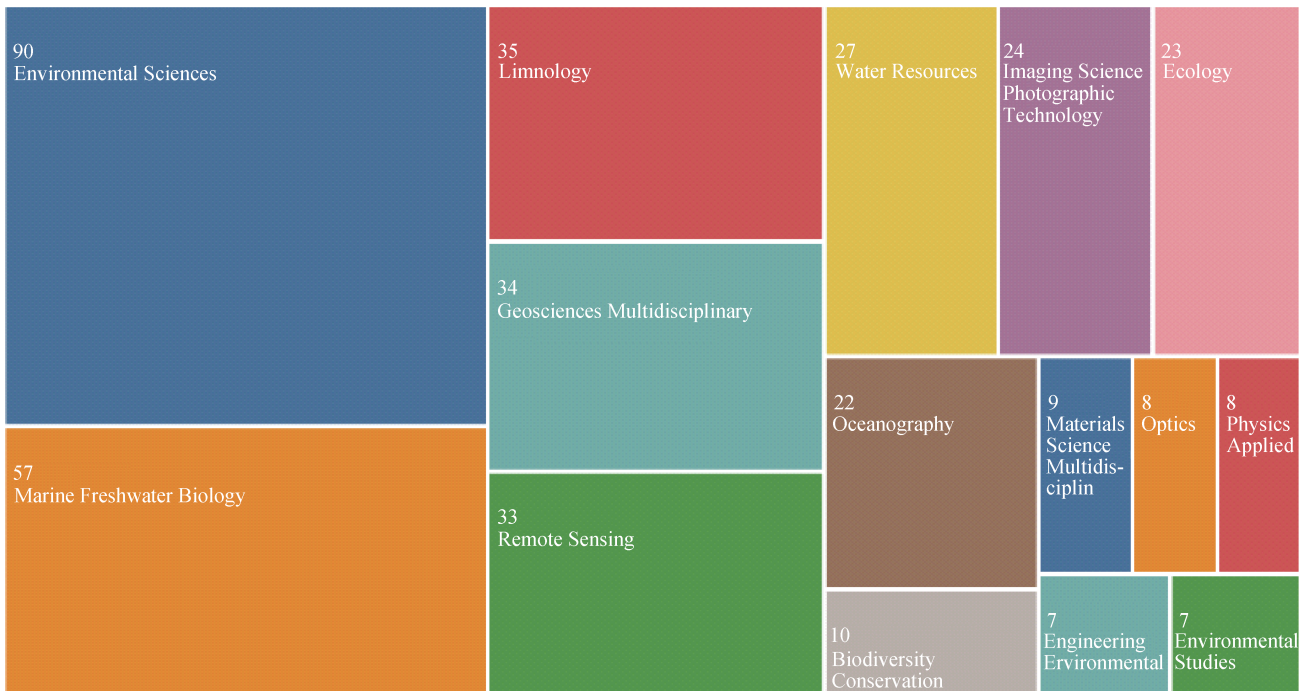 90
Environmental Sciences
57
Marine Freshwater Biology
35
Limnology
34
Geosciences Multidisciplinary
33
Remote Sensing
27
Water Resources
24
Imaging Science
Photographic
Technology
23
Ecology
22
Oceanography
10
Biodiversity
Conservation
9
Materials
Science
Multidis-
ciplin
8
Optics
8
Physics
Applied
7
Engineering
Ervironmental
7
Environmental
Studies